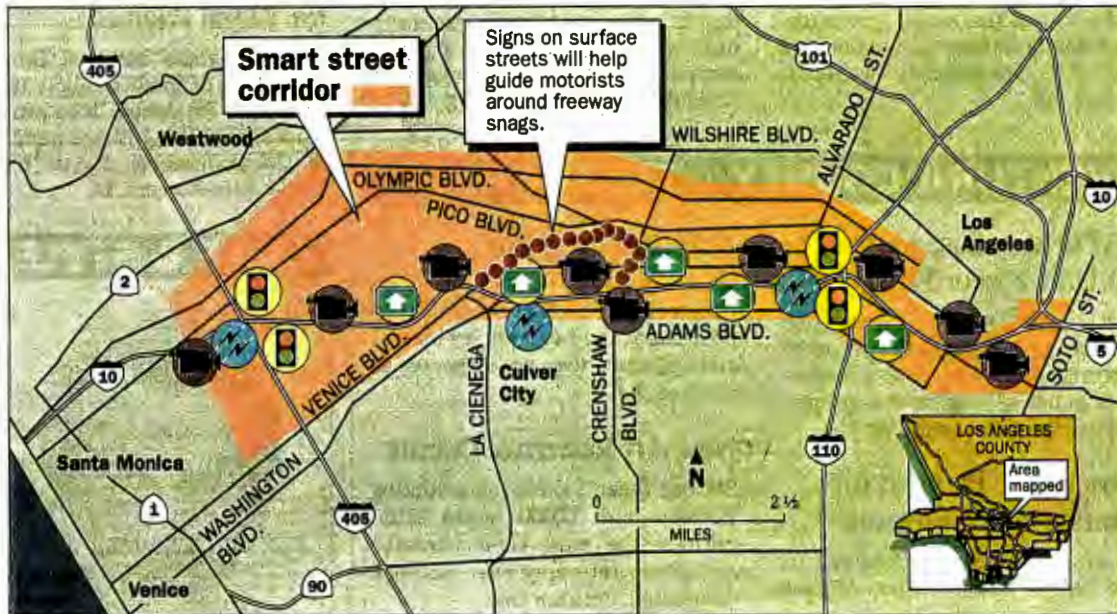 405
Smart street
corridor
Signs on surface
streets will help
guide motorists
around freeway
snags.
101
ALVARADO ST.
Westwood
WILSHIRE BLVD.
OLYMPIC BLVD.
PICO BLVD.
10
Los
Angeles
2
VENICE BLVD.
LA CIENEGA
Culver
City
CRENSHAW
BLVD.
ADAMS BLVD.
SOTO ST.
5
10
Santa Monica
1
WASHINGTON
BLVD.
405
N
0
2 ½
MILES
110
LOS ANGELES
COUNTY
Area
mapped
Venice
90